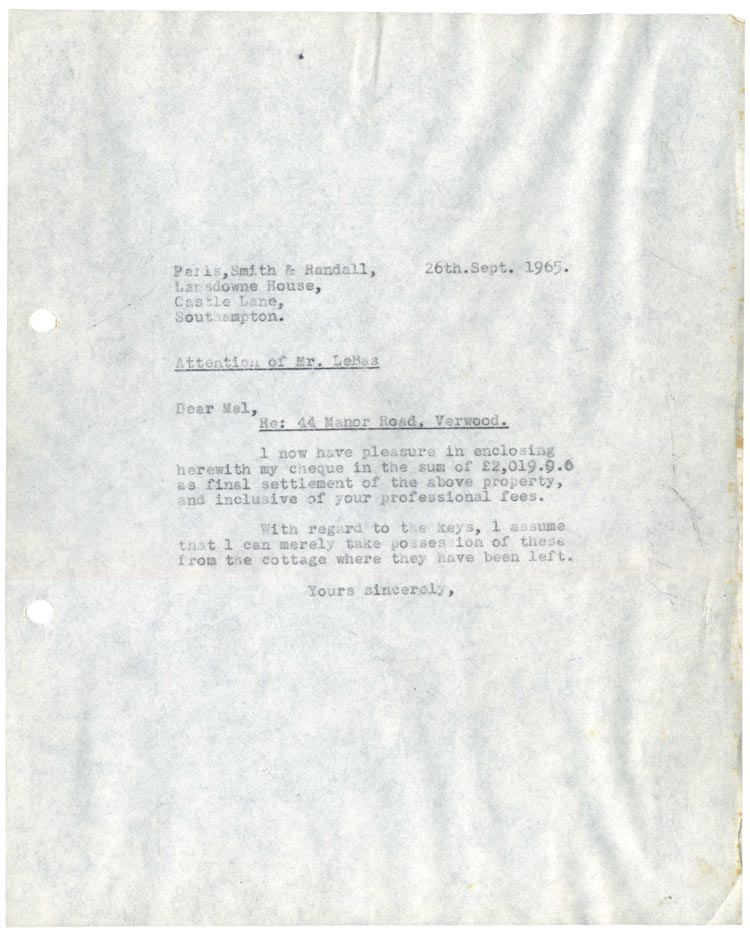 Paris,Smith & Randall, 26th.Sept. 1965.
Lansdowne House,
Castle Lane,
Southampton.
Attention of Mr. LeBas
Dear Mal,
Re: 44 Manor Road, Verwood.
l now have pleasure in enclosing
herewith my cheque in the sum of £2,019.9.6
as final settlement of the above property,
and inclusive of your professional fees.
With regard to the keys, l assume
that l can merely take possession of these
from the cottage where they have been left.
Yours sincerely,